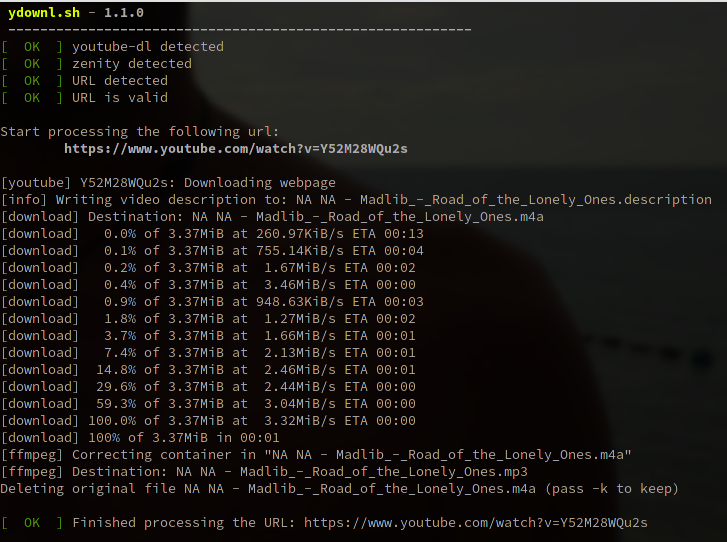 ydownl.sh - 1.1.0
----------------------------------------------------------
[  OK  ] youtube-dl detected
[  OK  ] zenity detected
[  OK  ] URL detected
[  OK  ] URL is valid
Start processing the following url:
https://www.youtube.com/watch?v=Y52M28WQu2s
[youtube] Y52M28WQu2s: Downloading webpage
[info] Writing video description to: NA NA - Madlib_-_Road_of_the_Lonely_Ones.description
[download] Destination: NA NA - Madlib_-_Road_of_the_Lonely_Ones.m4a
[download]   0.0% of 3.37MiB at 260.97KiB/s ETA 00:13
[download]   0.1% of 3.37MiB at 755.14KiB/s ETA 00:04
[download]   0.2% of 3.37MiB at  1.67MiB/s ETA 00:02
[download]   0.4% of 3.37MiB at  3.46MiB/s ETA 00:00
[download]   0.9% of 3.37MiB at 948.63KiB/s ETA 00:03
[download]   1.8% of 3.37MiB at  1.27MiB/s ETA 00:02
[download]   3.7% of 3.37MiB at  1.66MiB/s ETA 00:01
[download]   7.4% of 3.37MiB at  2.13MiB/s ETA 00:01
[download]  14.8% of 3.37MiB at  2.46MiB/s ETA 00:01
[download]  29.6% of 3.37MiB at  2.44MiB/s ETA 00:00
[download]  59.3% of 3.37MiB at  3.04MiB/s ETA 00:00
[download] 100.0% of 3.37MiB at  3.32MiB/s ETA 00:00
[download] 100% of 3.37MiB in 00:01
[ffmpeg] Correcting container in "NA NA - Madlib_-_Road_of_the_Lonely_Ones.m4a"
[ffmpeg] Destination: NA NA - Madlib_-_Road_of_the_Lonely_Ones.mp3
Deleting original file NA NA - Madlib_-_Road_of_the_Lonely_Ones.m4a (pass -k to keep)
[  OK  ] Finished processing the URL: https://www.youtube.com/watch?v=Y52M28WQu2s